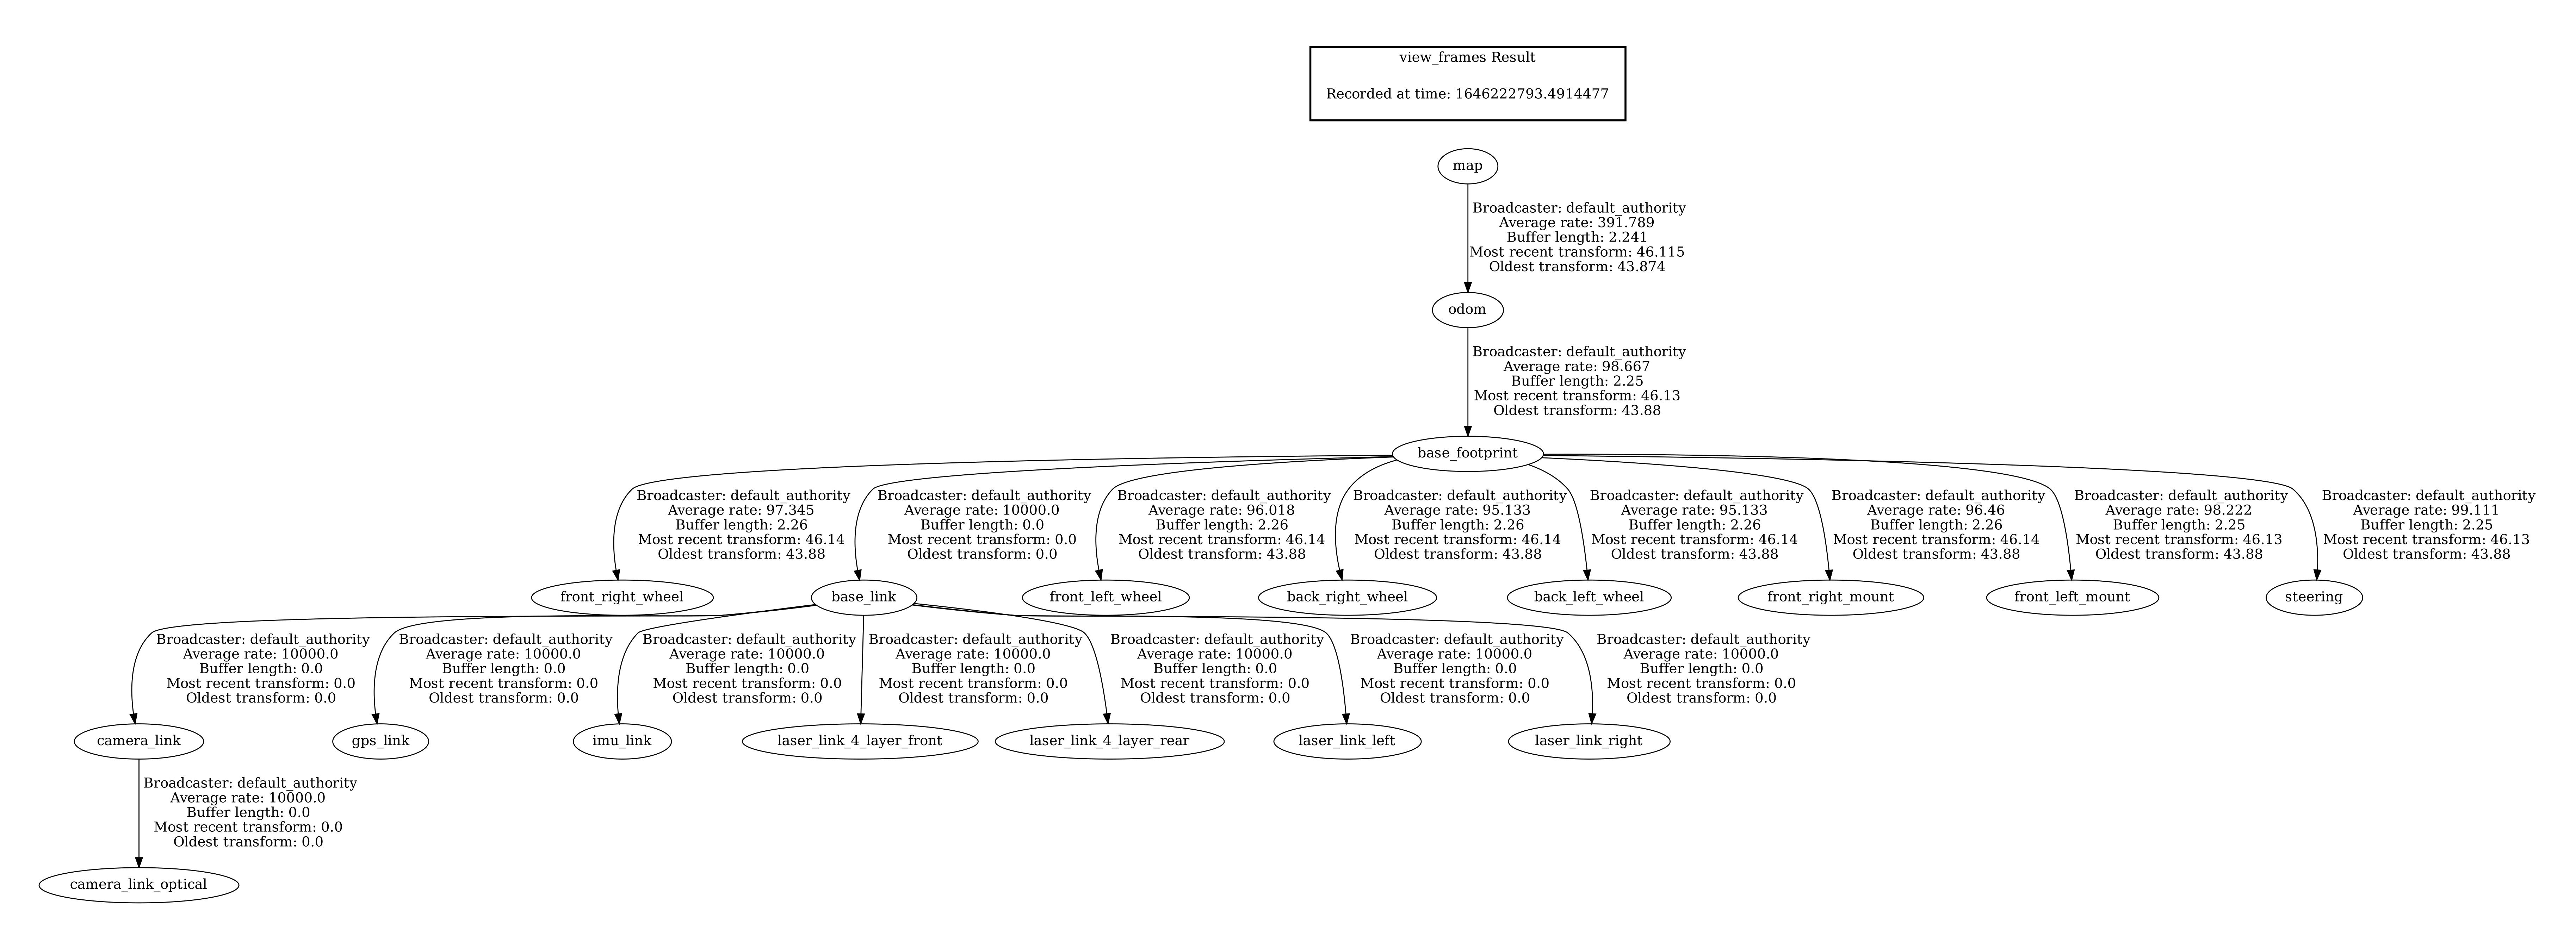 view_frames Result
Recorded at time: 1646222793.4914477
map
Broadcaster: default_authority
Average rate: 391.789
Buffer length: 2.241
Most recent transform: 46.115
Oldest transform: 43.874
odom
Broadcaster: default_authority
Average rate: 98.667
Buffer length: 2.25
Most recent transform: 46.13
Oldest transform: 43.88
base_footprint
Broadcaster: default_authority
Average rate: 97.345
Buffer length: 2.26
Most recent transform: 46.14
Oldest transform: 43.88
Broadcaster: default_authority
Average rate: 10000.0
Buffer length: 0.0
Most recent transform: 0.0
Oldest transform: 0.0
Broadcaster: default_authority
Average rate: 96.018
Buffer length: 2.26
Most recent transform: 46.14
Oldest transform: 43.88
Broadcaster: default_authority
Average rate: 95.133
Buffer length: 2.26
Most recent transform: 46.14
Oldest transform: 43.88
Broadcaster: default_authority
Average rate: 95.133
Buffer length: 2.26
Most recent transform: 46.14
Oldest transform: 43.88
Broadcaster: default_authority
Average rate: 96.46
Buffer length: 2.26
Most recent transform: 46.14
Oldest transform: 43.88
Broadcaster: default_authority
Average rate: 98.222
Buffer length: 2.25
Most recent transform: 46.13
Oldest transform: 43.88
Broadcaster: default_authority
Average rate: 99.111
Buffer length: 2.25
Most recent transform: 46.13
Oldest transform: 43.88
front_right_wheel
base_link
front_left_wheel
back_right_wheel
back_left_wheel
front_right_mount
front_left_mount
steering
Broadcaster: default_authority
Average rate: 10000.0
Buffer length: 0.0
Most recent transform: 0.0
Oldest transform: 0.0
Broadcaster: default_authority
Average rate: 10000.0
Buffer length: 0.0
Most recent transform: 0.0
Oldest transform: 0.0
Broadcaster: default_authority
Average rate: 10000.0
Buffer length: 0.0
Most recent transform: 0.0
Oldest transform: 0.0
Broadcaster: default_authority
Average rate: 10000.0
Buffer length: 0.0
Most recent transform: 0.0
Oldest transform: 0.0
Broadcaster: default_authority
Average rate: 10000.0
Buffer length: 0.0
Most recent transform: 0.0
Oldest transform: 0.0
Broadcaster: default_authority
Average rate: 10000.0
Buffer length: 0.0
Most recent transform: 0.0
Oldest transform: 0.0
Broadcaster: default_authority
Average rate: 10000.0
Buffer length: 0.0
Most recent transform: 0.0
Oldest transform: 0.0
camera_link
gps_link
imu_link
laser_link_4_layer_front
laser_link_4_layer_rear
laser_link_left
laser_link_right
Broadcaster: default_authority
Average rate: 10000.0
Buffer length: 0.0
Most recent transform: 0.0
Oldest transform: 0.0
camera_link_optical